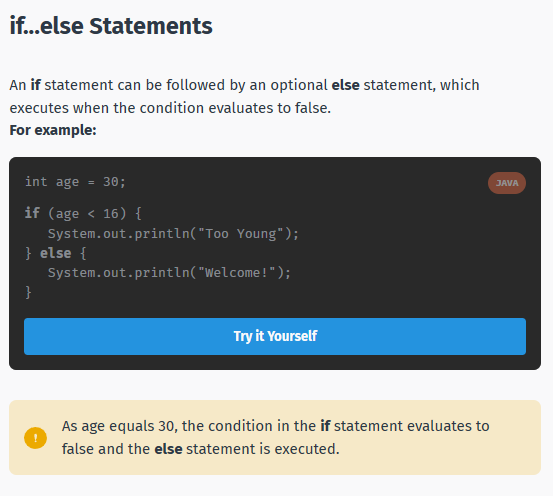 if...else Statements
An if statement can be followed by an optional else statement, which
executes when the condition evaluates to false.
For example:
int age = 30;
JAVA
if (age < 16) {
   System.out.println("Too Young");
} else {
   System.out.println("Welcome!");
}
Try it Yourself
!
As age equals 30, the condition in the if statement evaluates to
false and the else statement is executed.